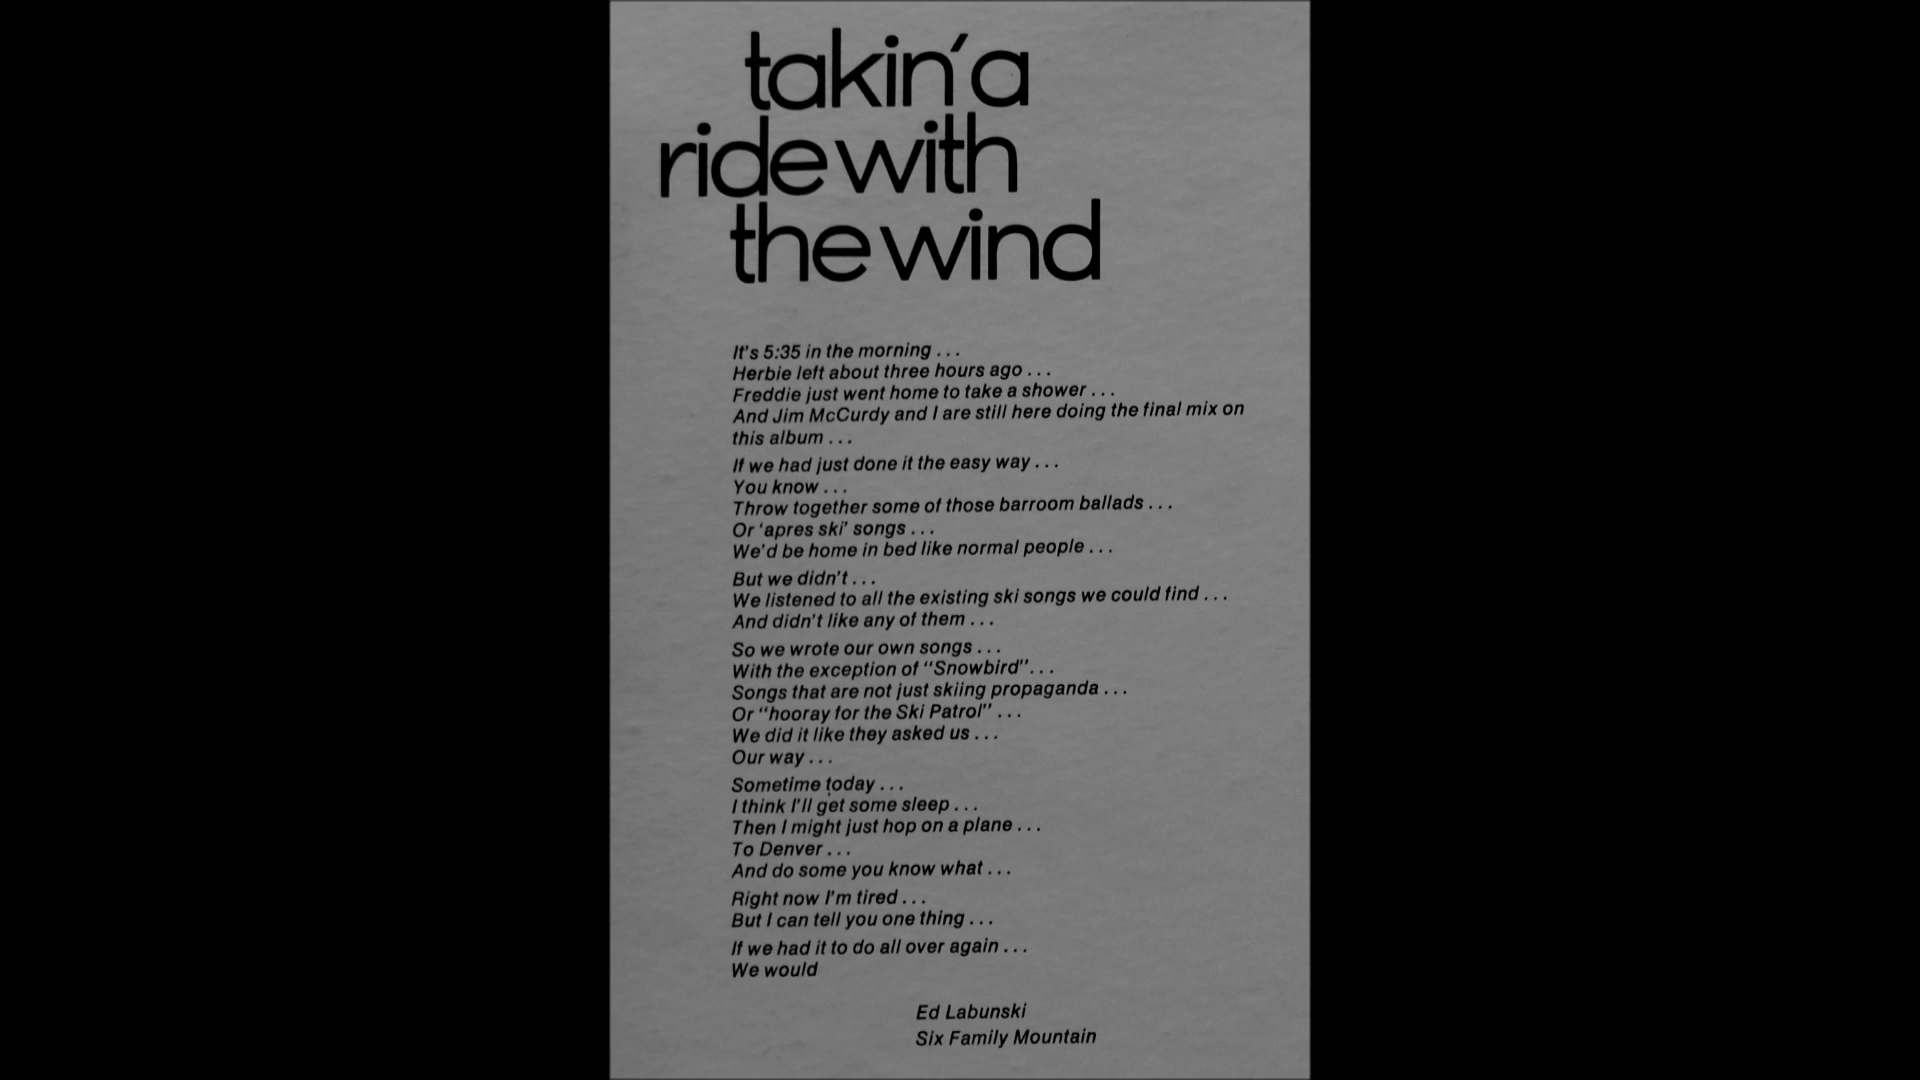 takin' a
ride with
the wind
It's 5:35 in the morning . . .
Herbie left about three hours ago . . .
Freddie just went home to take a shower . . .
And Jim McCurdy and I are still here doing the final mix on
this album . . .
If we had just done it the easy way . . .
You know . . .
Throw together some of those barroom ballads . . .
Or 'apres ski' songs . . .
We'd be home in bed like normal people . . .
But we didn't . . .
We listened to all the existing ski songs we could find . . .
And didn't like any of them . . .
So we wrote our own songs . . .
With the exception of "Snowbird". . .
Songs that are not just skiing propaganda . . .
Or "hooray for the Ski Patrol" . . .
We did it like they asked us . . .
Our way . . .
Sometime today . . .
I think I'll get some sleep . . .
Then I might just hop on a plane . . .
To Denver . . .
And do some you know what . . .
Right now I'm tired . . .
But I can tell you one thing . . .
If we had it to do all over again . . .
We would
Ed Labunski
Six Family Mountain